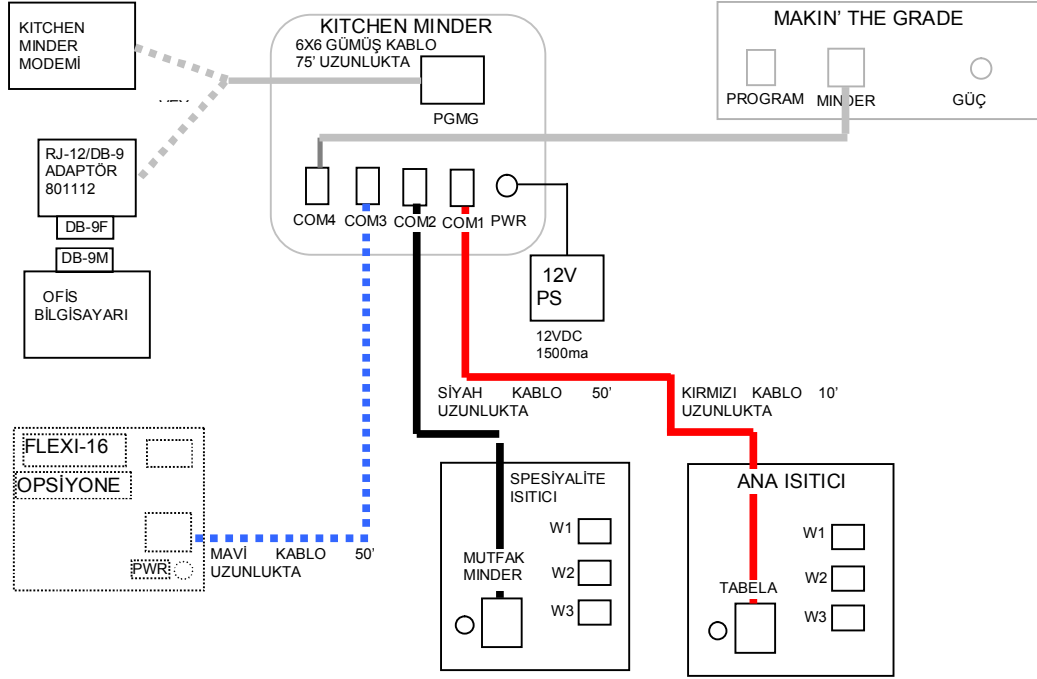 KITCHEN
MINDER
MODEMİ
KITCHEN MINDER
6X6 GÜMÜŞ KABLO
75' UZUNLUKTA
PGMG
MAKIN' THE GRADE
PROGRAM
MINDER
GÜÇ
RJ-12/DB-9
ADAPTÖR
801112
DB-9F
DB-9M
OFİS
BİLGİSAYARI
COM4
COM3
COM2
COM1
PWR
12V
PS
12VDC
1500ma
SİYAH KABLO 50'
UZUNLUKTA
KIRMIZI KABLO 10'
UZUNLUKTA
FLEXI-16
OPSİYONE
PWR
MAVİ KABLO 50'
UZUNLUKTA
SPESİYALİTE
ISITICI
W1
W2
W3
MUTFAK
MINDER
ANA ISITICI
W1
W2
W3
TABELA